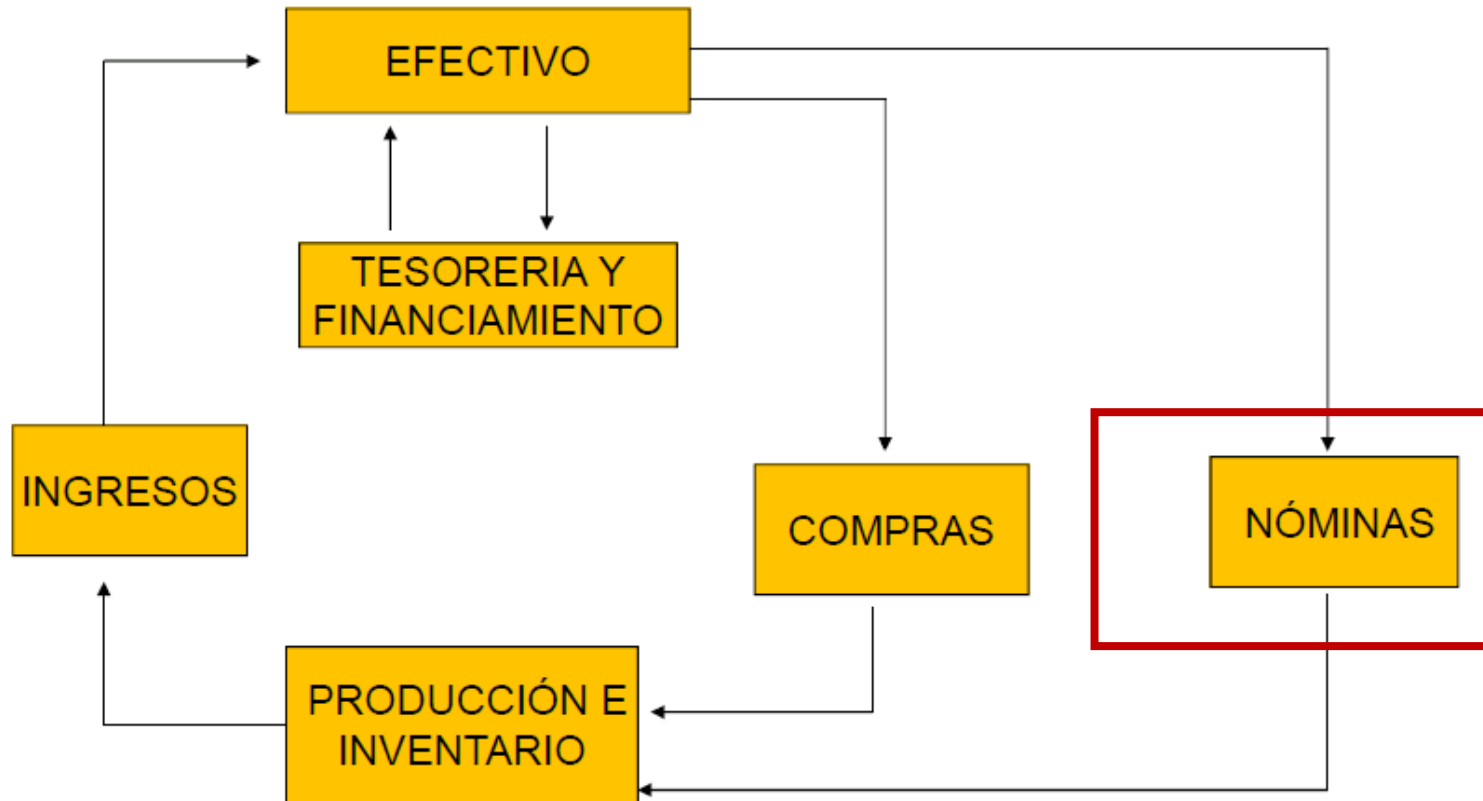 EFECTIVO
TESORERIA Y
FINANCIAMIENTO
INGRESOS
COMPRAS
NÓMINAS
PRODUCCIÓN E
INVENTARIO